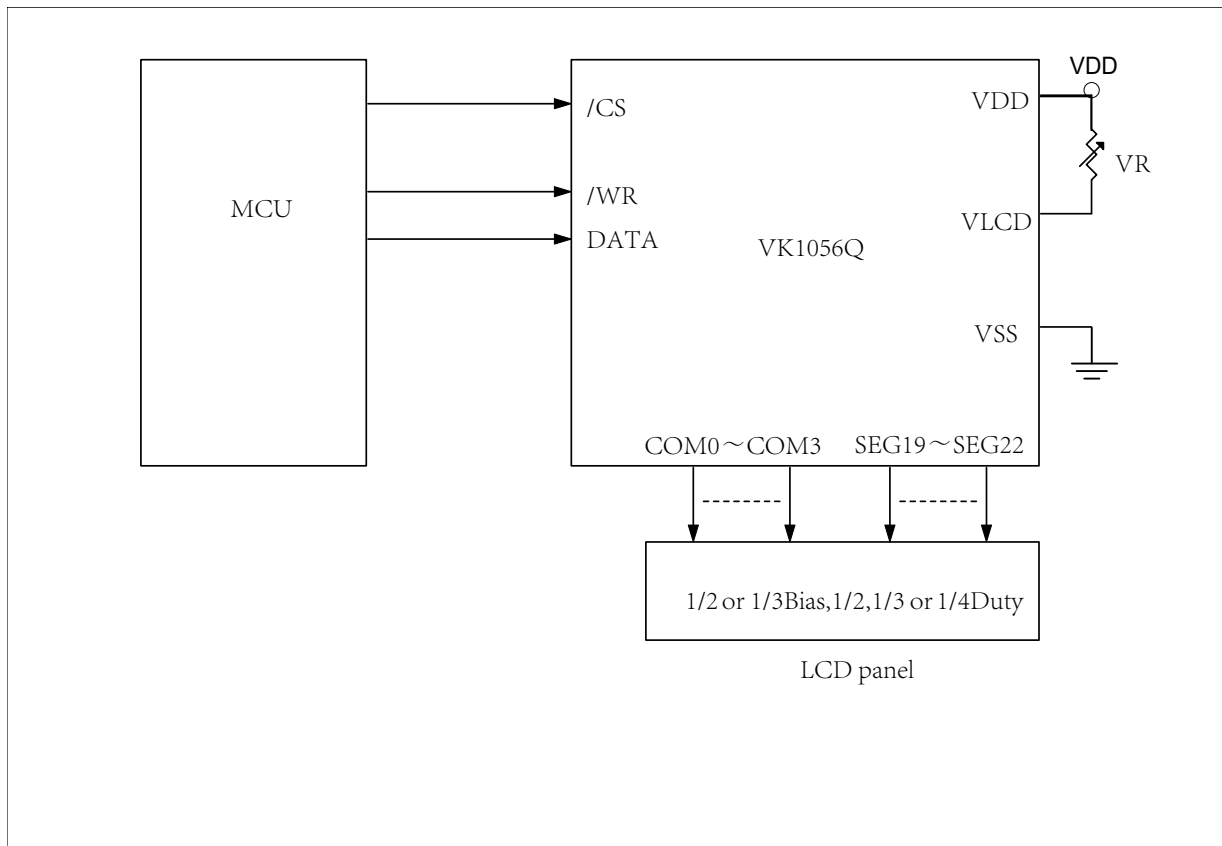 VDD
/CS
VDD
VR
/WR
MCU
VLCD
DATA
VK1056Q
VSS
COM0～COM3 SEG19～SEG22
1/2 or 1/3Bias,1/2,1/3 or 1/4Duty
LCD panel